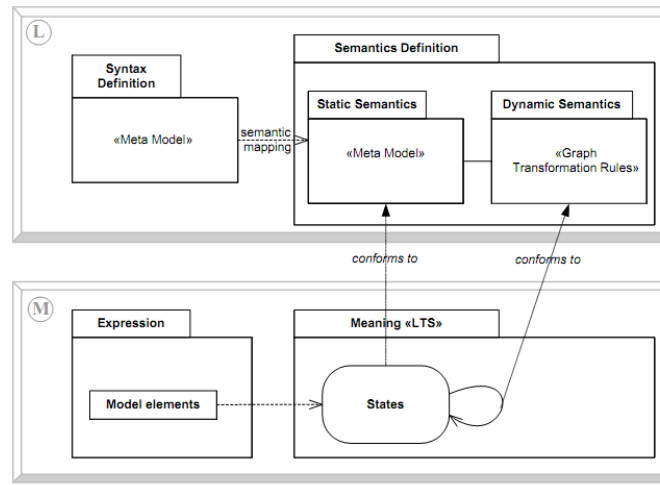 L
Semantics Definition
Syntax
Definition
Static Semantics
Dynamic Semantics
«Meta Model»
semantic
mapping
«Meta Model»
«Graph
Transformation Rules»
conforms to
conforms to
M
Expression
Meaning «LTS»
Model elements
States